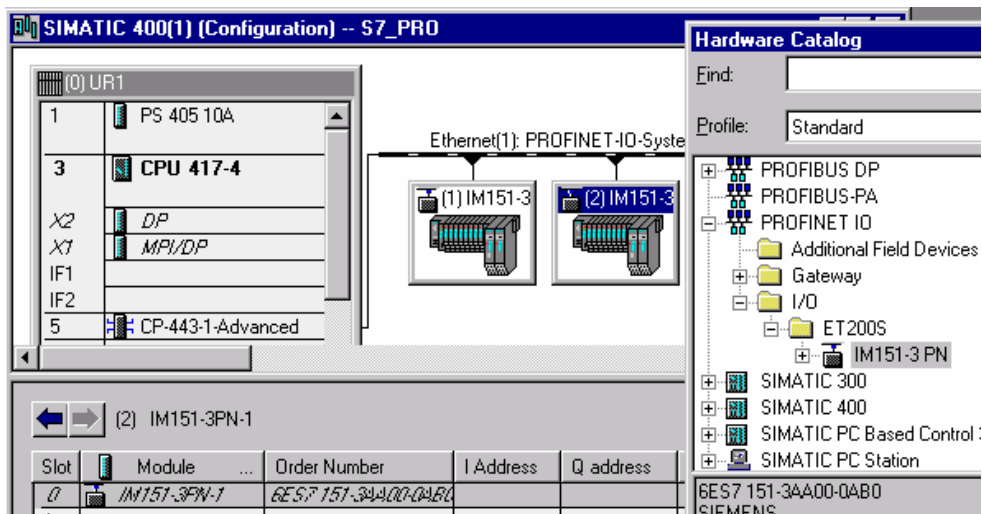 SIMATIC 400(1) (Configuration) -- S7_PRO
(0) UR1
1 PS 405 10A
3 CPU 417-4
X2 DP
X1 MPI/DP
IF1
IF2
5 CP-443-1-Advanced
Ethernet(1): PROFINET-IO-Syste
(1) IM151-3
(2) IM151-3
Hardware Catalog
Find:
Profile: Standard
PROFIBUS DP
PROFIBUS-PA
PROFINET IO
Additional Field Devices
Gateway
I/O
ET200S
IM151-3 PN
SIMATIC 300
SIMATIC 400
SIMATIC PC Based Control
SIMATIC PC Station
6ES7 151-3AA00-0AB0
SIEMENS
(2) IM151-3PN-1
Slot Module ... Order Number I Address Q address
0 IM151-3PN-1 6ES7 151-3AA00-0AB0